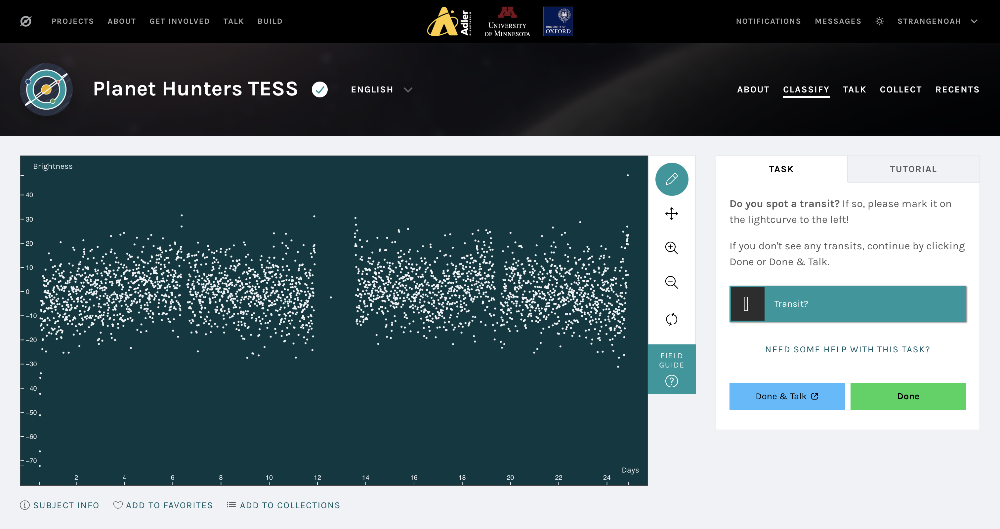 PROJECTS ABOUT GET INVOLVED TALK BUILD
Adler
PLANETARIUM
UNIVERSITY
OF MINNESOTA
UNIVERSITY OF
OXFORD
NOTIFICATIONS MESSAGES STRANGENOAH
Planet Hunters TESS
ENGLISH
ABOUT CLASSIFY TALK COLLECT RECENTS
Brightness
40
30
20
10
0
−10
−20
−30
−40
−50
−60
−70
2 4 6 8 10 12 14 16 18 20 22 24
Days
FIELD
GUIDE
TASK TUTORIAL
Do you spot a transit? If so, please mark it on
the lightcurve to the left!
If you don't see any transits, continue by clicking
Done or Done & Talk.
Transit?
NEED SOME HELP WITH THIS TASK?
Done & Talk
Done
SUBJECT INFO ADD TO FAVORITES ADD TO COLLECTIONS